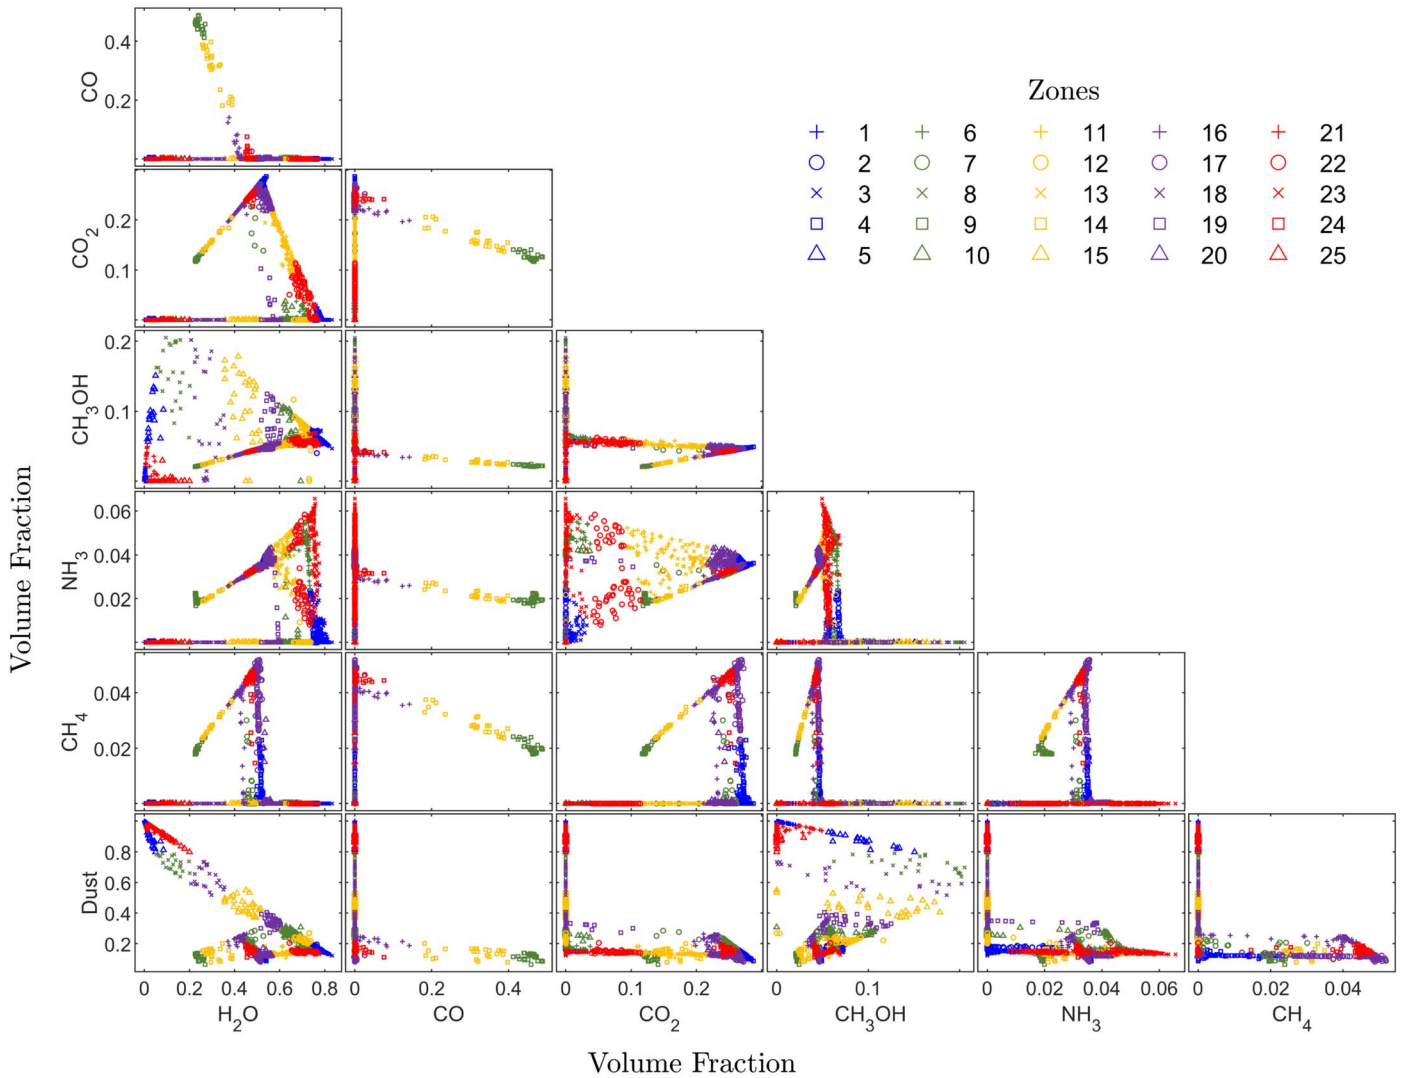 Zones
1 6 11 16 21
2 7 12 17 22
3 8 13 18 23
4 9 14 19 24
5 10 15 20 25
Volume Fraction
CO
0.4
0.2
CO2
0.2
0.1
CH3OH
0.2
0.1
NH3
0.06
0.04
0.02
CH4
0.04
0.02
Dust
0.8
0.6
0.4
0.2
0 0.2 0.4 0.6 0.8 0 0.2 0.4 0 0.1 0.2 0 0.1 0 0.02 0.04 0.06 0 0.02 0.04
H2O CO CO2 CH3OH NH3 CH4
Volume Fraction